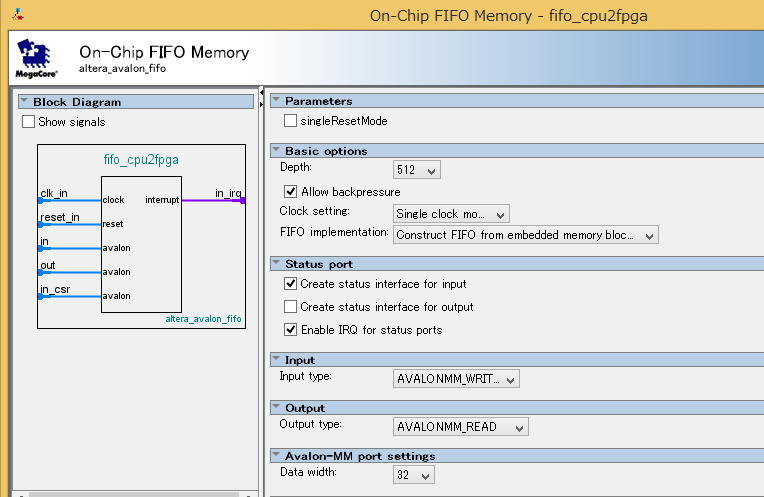 On-Chip FIFO Memory - fifo_cpu2fpga
MegaCore®
On-Chip FIFO Memory
altera_avalon_fifo
Block Diagram
Show signals
fifo_cpu2fpga
clk_in
clock
interrupt
in_irq
reset_in
reset
in
avalon
out
avalon
in_csr
avalon
altera_avalon_fifo
Parameters
singleResetMode
Basic options
Depth: 512
Allow backpressure
Clock setting: Single clock mo...
FIFO implementation: Construct FIFO from embedded memory bloc...
Status port
Create status interface for input
Create status interface for output
Enable IRQ for status ports
Input
Input type: AVALONMM_WRIT...
Output
Output type: AVALONMM_READ
Avalon-MM port settings
Data width: 32